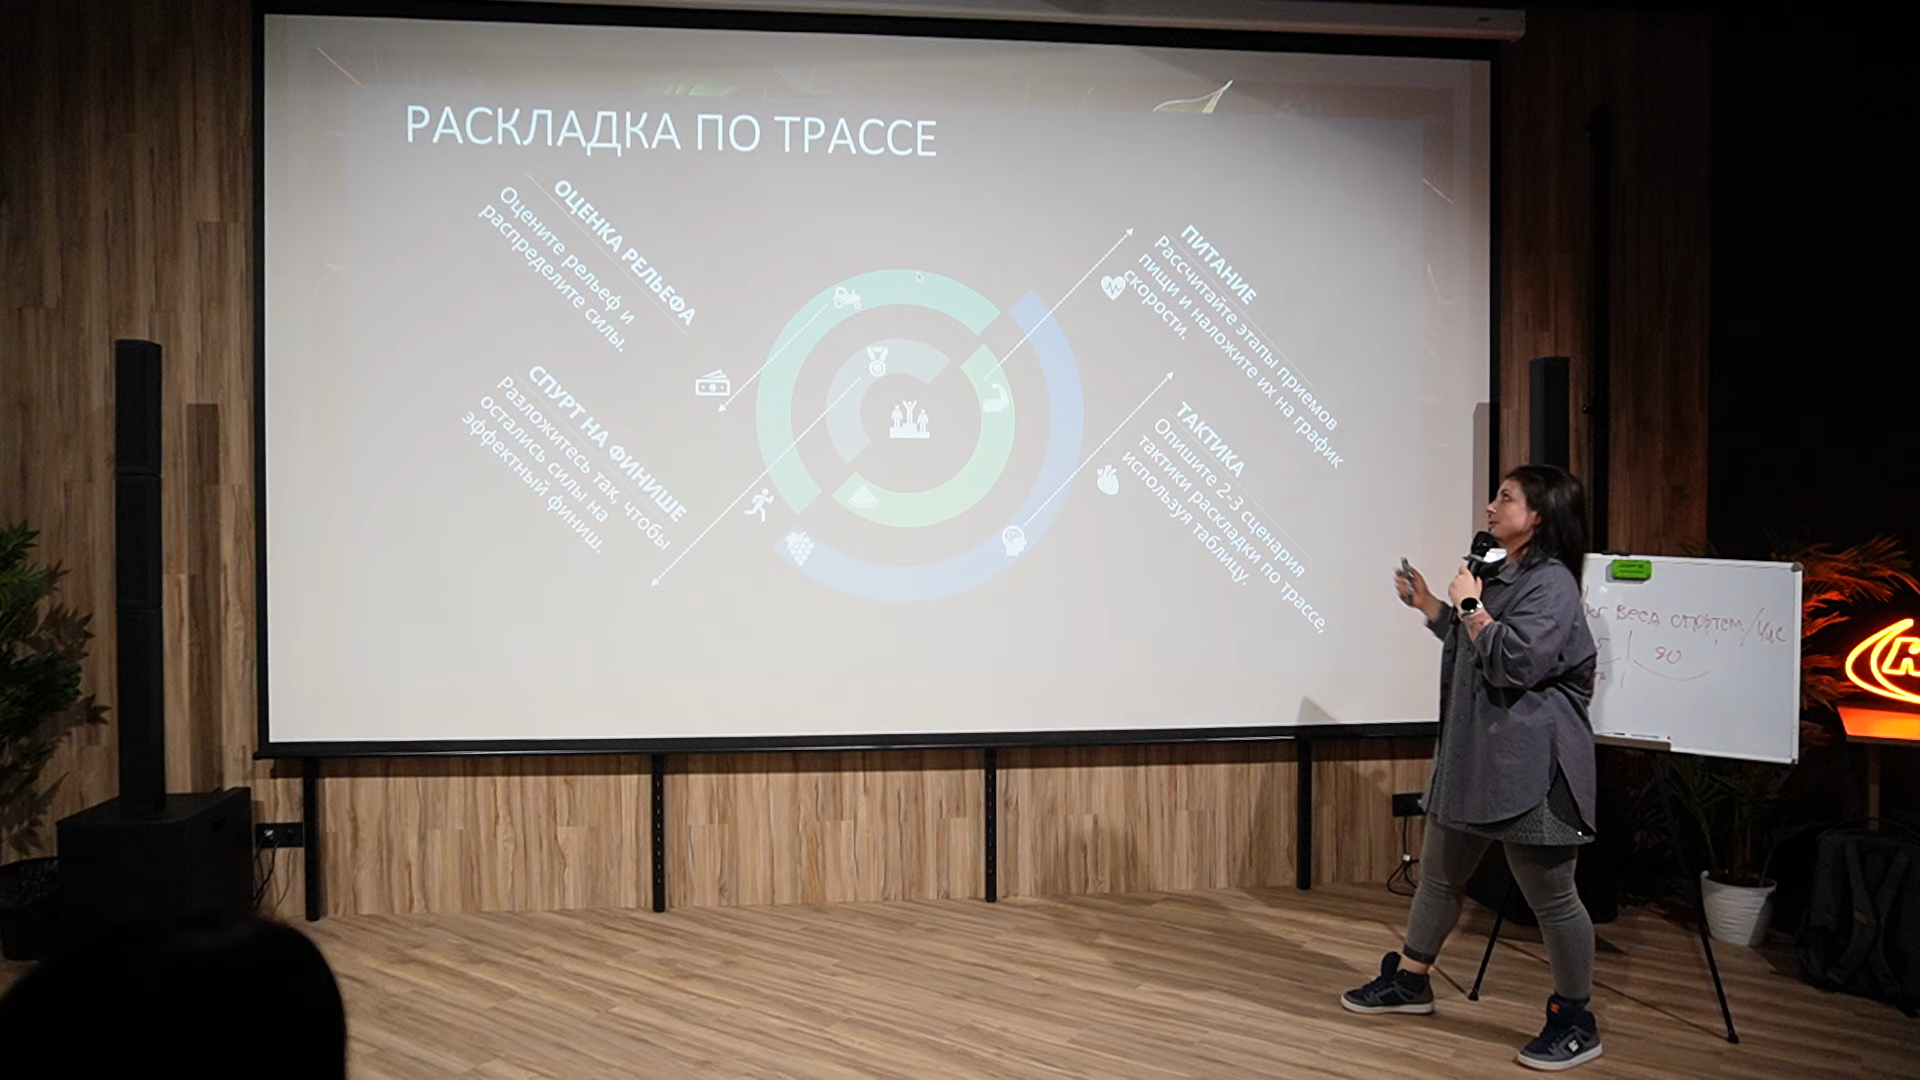 РАСКЛАДКА ПО ТРАССЕ
ОЦЕНКА РЕЛЬЕФА
Оцените рельеф и
распределите силы.
СПУРТ НА ФИНИШЕ
Разложитесь так, чтобы
остались силы на
эффектный финиш.
ПИТАНИЕ
Рассчитайте этапы приемов
пищи и наложите их на график
скорости.
ТАКТИКА
Опишите 2-3 сценария
тактики раскладки по трассе,
используя таблицу.
веса спортсм/час
90